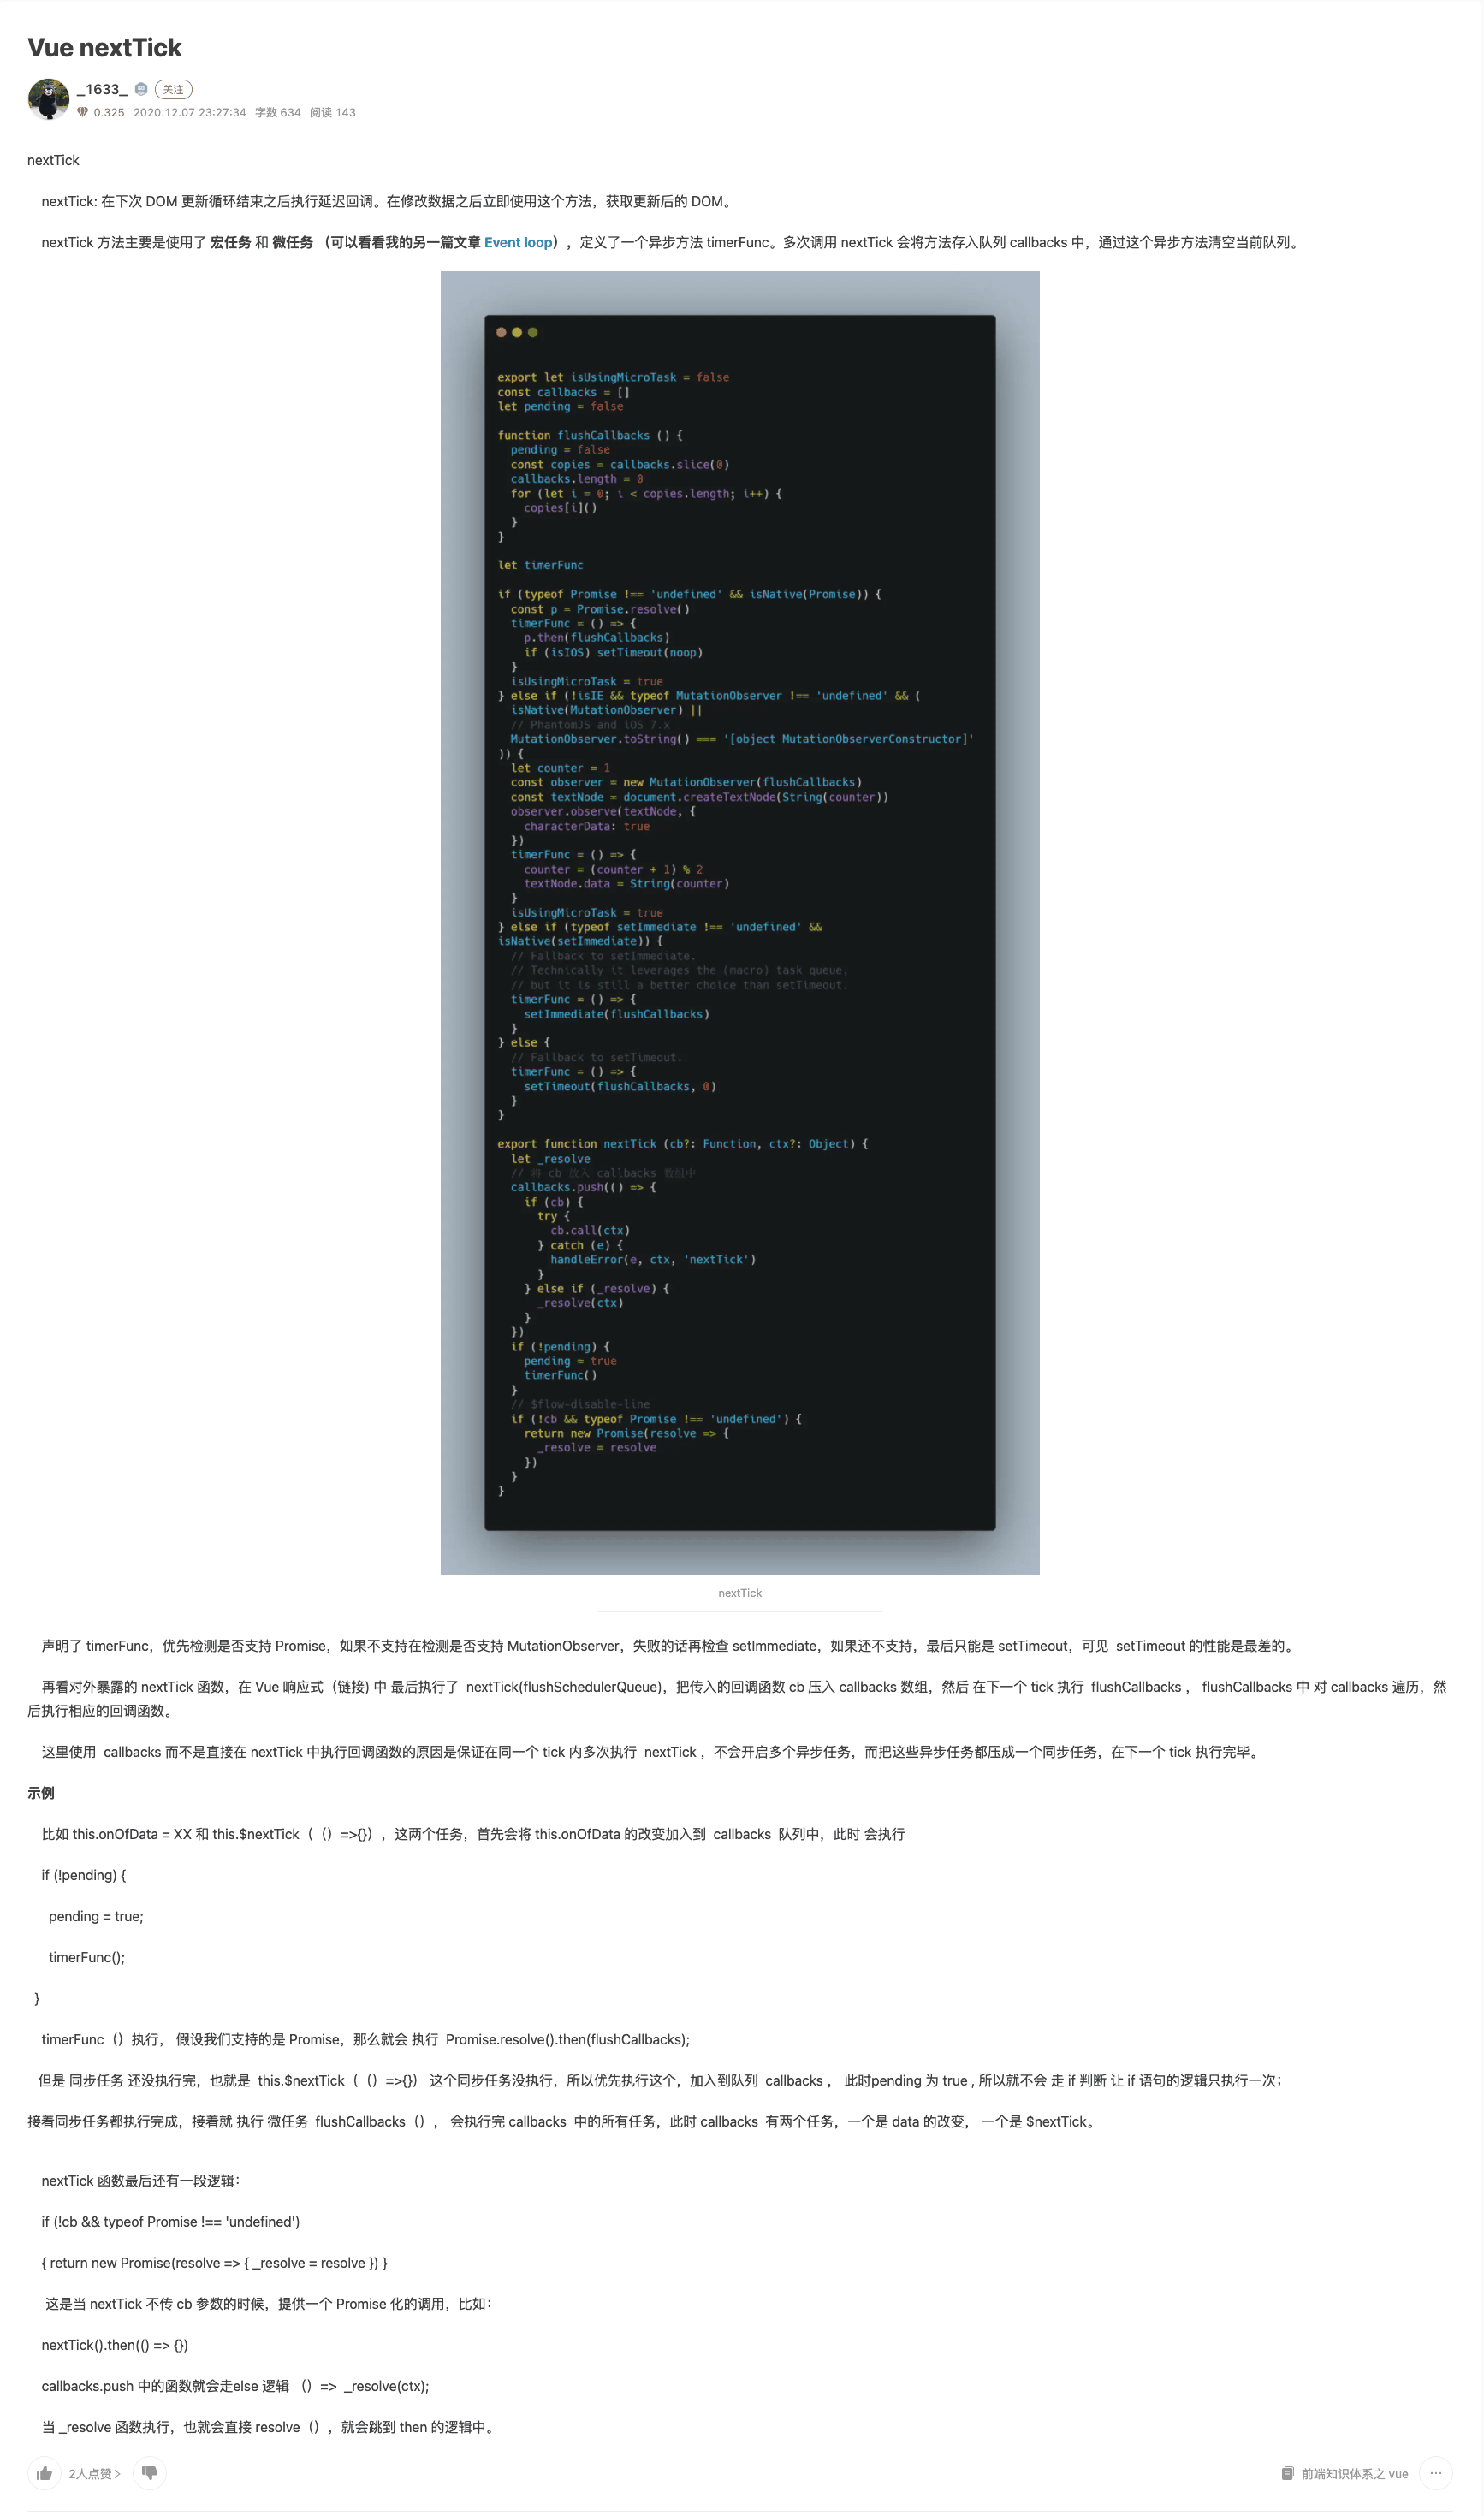 Vue nextTick
_1633_ 关注
0.325 2020.12.07 23:27:34 字数 634 阅读 143
nextTick
nextTick: 在下次 DOM 更新循环结束之后执行延迟回调。在修改数据之后立即使用这个方法，获取更新后的 DOM。
nextTick 方法主要是使用了 宏任务 和 微任务 （可以看看我的另一篇文章 Event loop），定义了一个异步方法 timerFunc。多次调用 nextTick 会将方法存入队列 callbacks 中，通过这个异步方法清空当前队列。
export let isUsingMicroTask = false
const callbacks = []
let pending = false
function flushCallbacks () {
pending = false
const copies = callbacks.slice(0)
callbacks.length = 0
for (let i = 0; i < copies.length; i++) {
copies[i]()
}
}
let timerFunc
if (typeof Promise !== 'undefined' && isNative(Promise)) {
const p = Promise.resolve()
timerFunc = () => {
p.then(flushCallbacks)
if (isIOS) setTimeout(noop)
}
isUsingMicroTask = true
} else if (!isIE && typeof MutationObserver !== 'undefined' && (
isNative(MutationObserver) ||
// PhantomJS and iOS 7.x
MutationObserver.toString() === '[object MutationObserverConstructor]'
)) {
let counter = 1
const observer = new MutationObserver(flushCallbacks)
const textNode = document.createTextNode(String(counter))
observer.observe(textNode, {
characterData: true
})
timerFunc = () => {
counter = (counter + 1) % 2
textNode.data = String(counter)
}
isUsingMicroTask = true
} else if (typeof setImmediate !== 'undefined' &&
isNative(setImmediate)) {
// Fallback to setImmediate.
// Technically it leverages the (macro) task queue,
// but it is still a better choice than setTimeout.
timerFunc = () => {
setImmediate(flushCallbacks)
}
} else {
// Fallback to setTimeout.
timerFunc = () => {
setTimeout(flushCallbacks, 0)
}
}
export function nextTick (cb?: Function, ctx?: Object) {
let _resolve
// 将 cb 放入 callbacks 数组中
callbacks.push(() => {
if (cb) {
try {
cb.call(ctx)
} catch (e) {
handleError(e, ctx, 'nextTick')
}
} else if (_resolve) {
_resolve(ctx)
}
})
if (!pending) {
pending = true
timerFunc()
}
// $flow-disable-line
if (!cb && typeof Promise !== 'undefined') {
return new Promise(resolve => {
_resolve = resolve
})
}
}
nextTick
声明了 timerFunc，优先检测是否支持 Promise，如果不支持在检测是否支持 MutationObserver，失败的话再检查 setImmediate，如果还不支持，最后只能是 setTimeout，可见 setTimeout 的性能是最差的。
再看对外暴露的 nextTick 函数，在 Vue 响应式（链接) 中 最后执行了 nextTick(flushSchedulerQueue)，把传入的回调函数 cb 压入 callbacks 数组，然后 在下一个 tick 执行 flushCallbacks ， flushCallbacks 中 对 callbacks 遍历，然
后执行相应的回调函数。
这里使用 callbacks 而不是直接在 nextTick 中执行回调函数的原因是保证在同一个 tick 内多次执行 nextTick ，不会开启多个异步任务，而把这些异步任务都压成一个同步任务，在下一个 tick 执行完毕。
示例
比如 this.onOfData = XX 和 this.$nextTick（（）=>{}），这两个任务，首先会将 this.onOfData 的改变加入到 callbacks 队列中，此时 会执行
if (!pending) {
pending = true;
timerFunc();
}
timerFunc（）执行， 假设我们支持的是 Promise，那么就会 执行 Promise.resolve().then(flushCallbacks);
但是 同步任务 还没执行完，也就是 this.$nextTick（（）=>{}） 这个同步任务没执行，所以优先执行这个，加入到队列 callbacks ， 此时pending 为 true , 所以就不会 走 if 判断 让 if 语句的逻辑只执行一次；
接着同步任务都执行完成，接着就 执行 微任务 flushCallbacks（）， 会执行完 callbacks 中的所有任务，此时 callbacks 有两个任务，一个是 data 的改变， 一个是 $nextTick。
nextTick 函数最后还有一段逻辑：
if (!cb && typeof Promise !== 'undefined')
{ return new Promise(resolve => { _resolve = resolve }) }
这是当 nextTick 不传 cb 参数的时候，提供一个 Promise 化的调用，比如：
nextTick().then(() => {})
callbacks.push 中的函数就会走else 逻辑 （）=> _resolve(ctx);
当 _resolve 函数执行，也就会直接 resolve（），就会跳到 then 的逻辑中。
2人点赞 >
前端知识体系之 vue ...